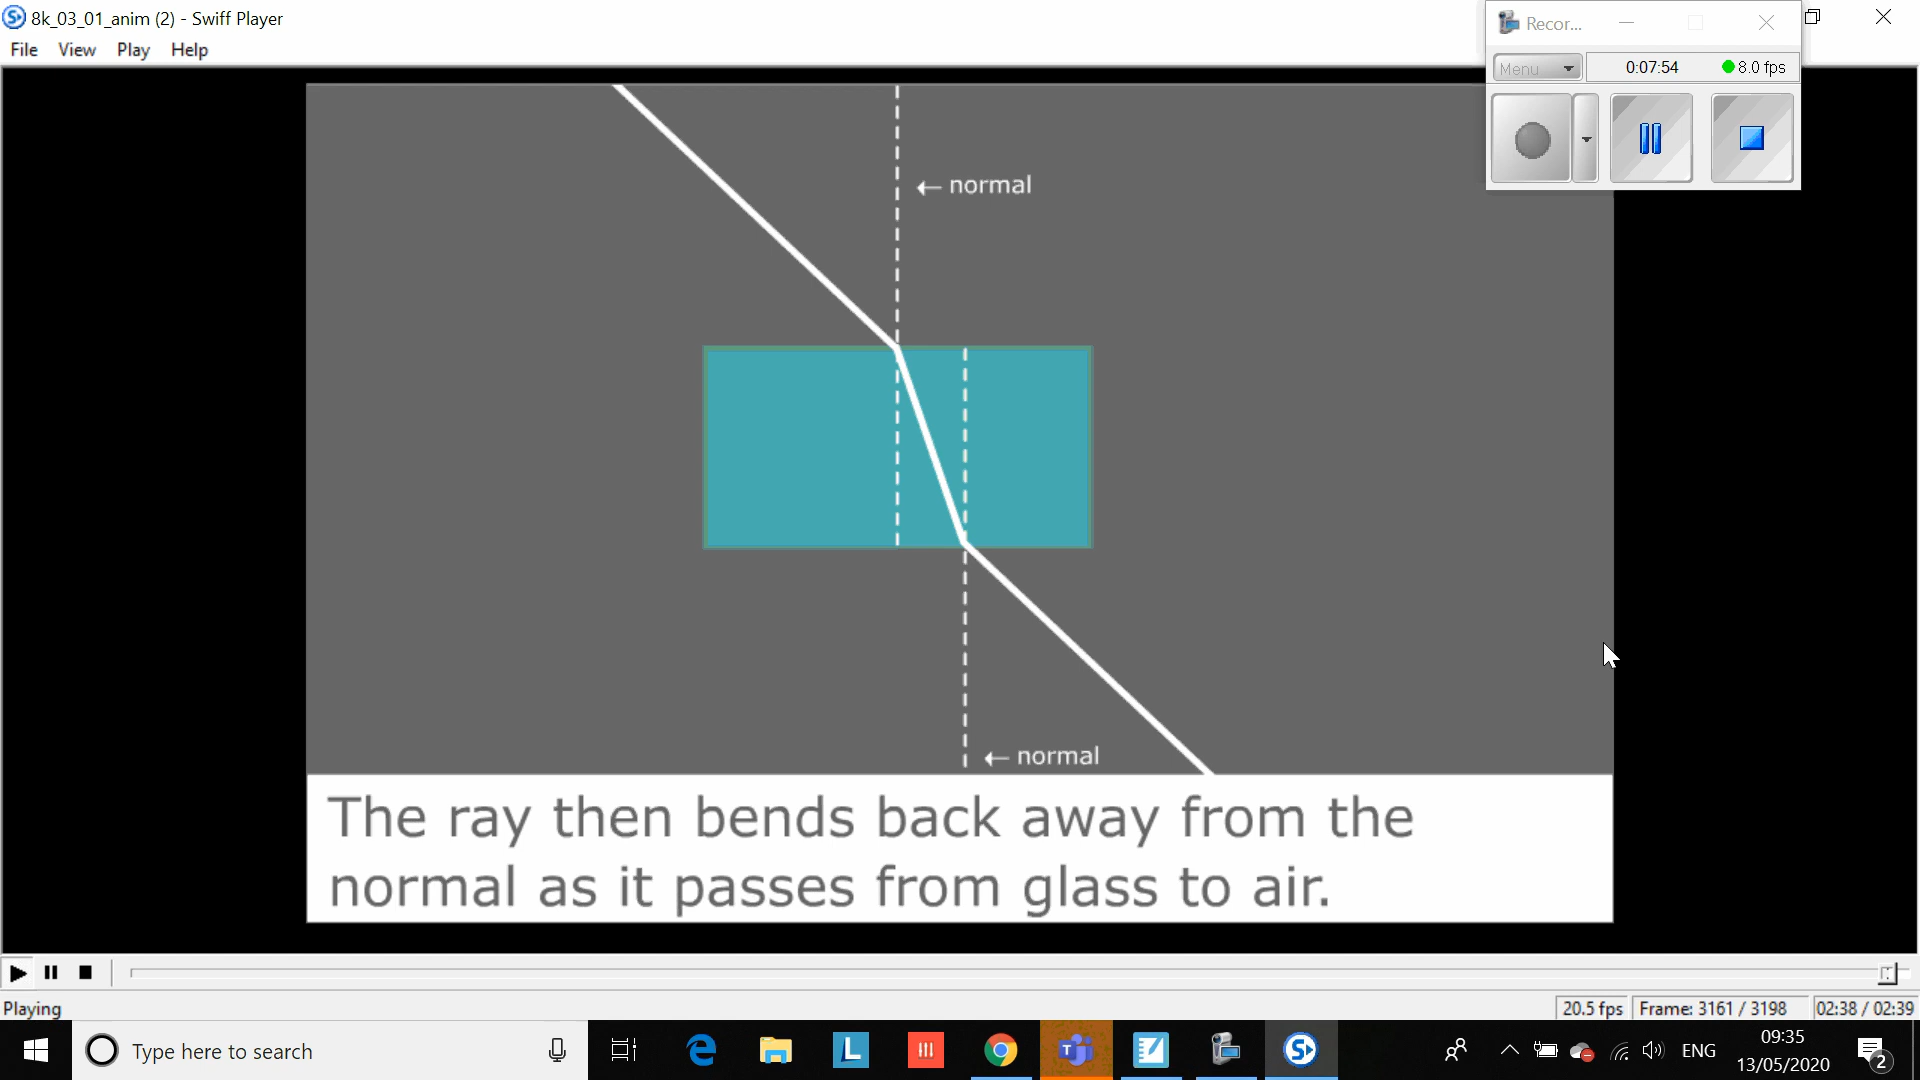 8k_03_01_anim (2) - Swiff Player
Recor...
File View Play Help
Menu
0:07:54
8.0 fps
← normal
← normal
The ray then bends back away from the
normal as it passes from glass to air.
Playing
20.5 fps
Frame: 3161 / 3198
02:38 / 02:39
Type here to search
ENG
09:35
13/05/2020
2